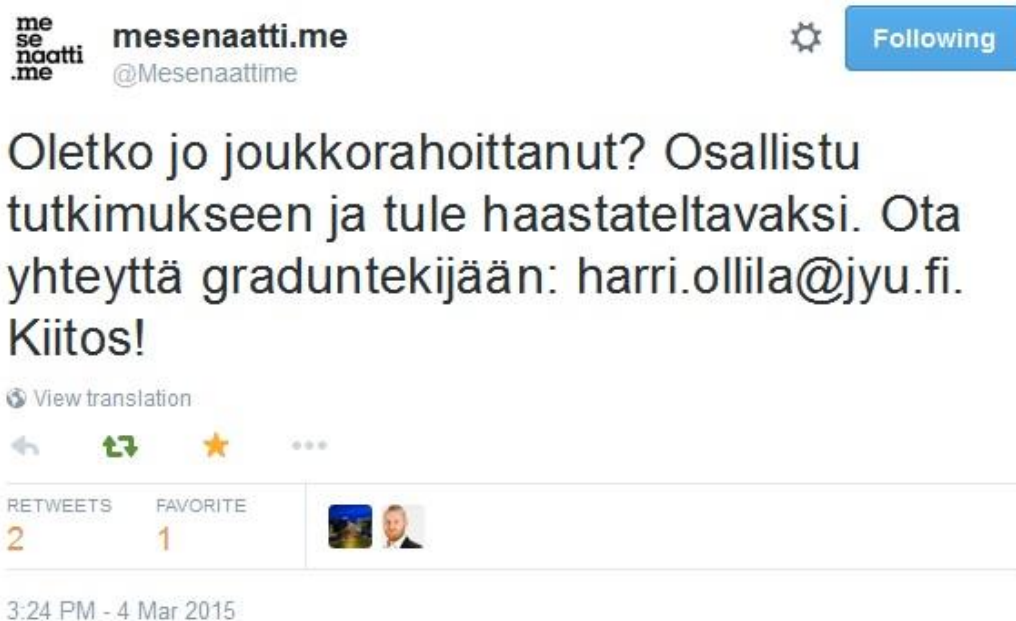 me
se
naatti
.me
mesenaatti.me
@Mesenaattime
Following
Oletko jo joukkorahoittanut? Osallistu
tutkimukseen ja tule haastateltavaksi. Ota
yhteyttä graduntekijään: harri.ollila@jyu.fi.
Kiitos!
View translation
RETWEETS FAVORITE
2 1
3:24 PM - 4 Mar 2015